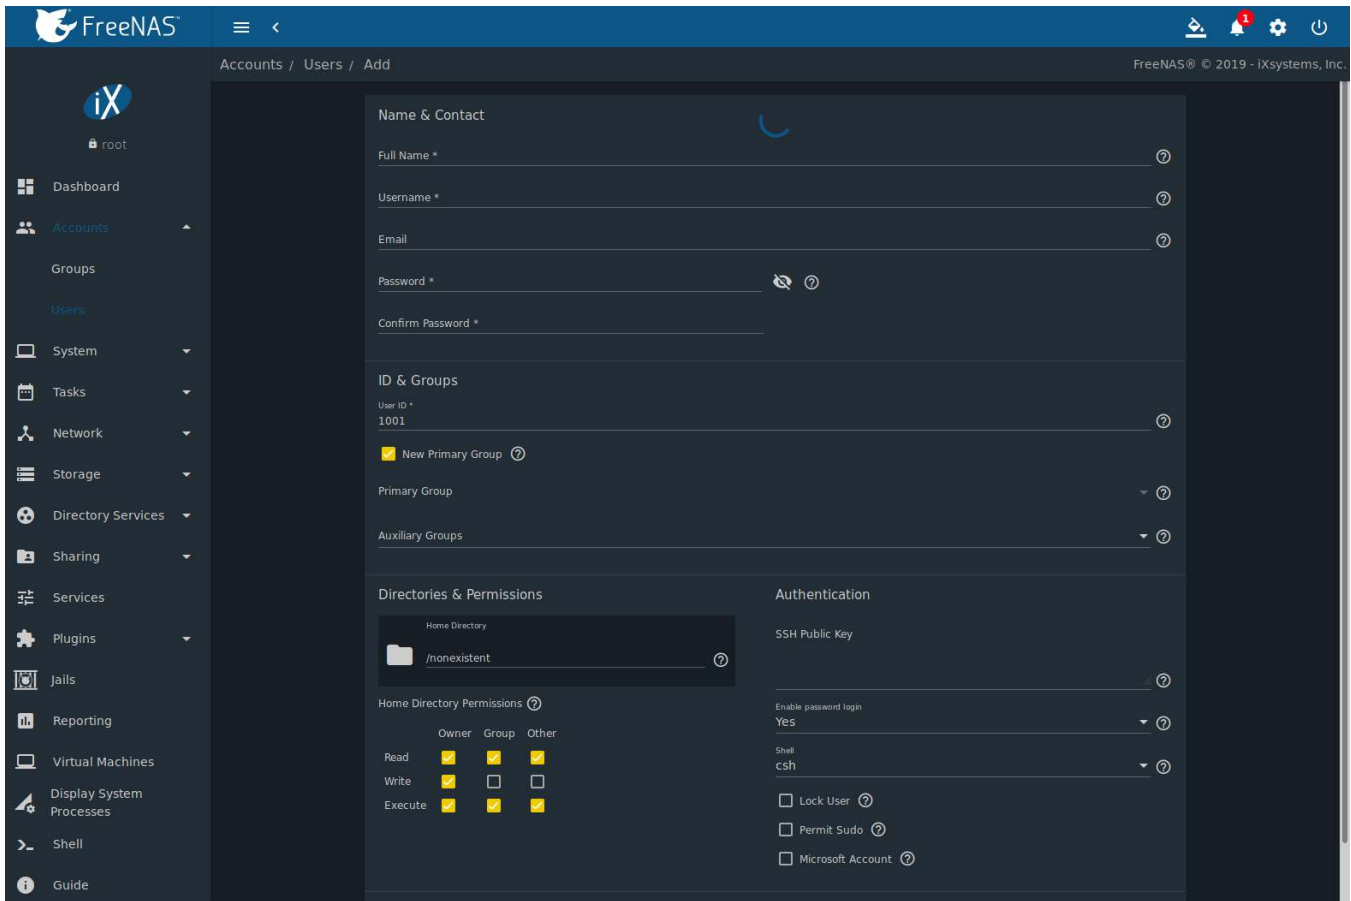 FreeNAS®
1
Accounts / Users / Add
FreeNAS® © 2019 - iXsystems, Inc.
iX
root
Dashboard
Accounts
Groups
Users
System
Tasks
Network
Storage
Directory Services
Sharing
Services
Plugins
Jails
Reporting
Virtual Machines
Display System
Processes
Shell
Guide
Name & Contact
Full Name *
Username *
Email
Password *
Confirm Password *
ID & Groups
User ID *
1001
New Primary Group
Primary Group
Auxiliary Groups
Directories & Permissions
Home Directory
/nonexistent
Home Directory Permissions
Owner Group Other
Read
Write
Execute
Authentication
SSH Public Key
Enable password login
Yes
Shell
csh
Lock User
Permit Sudo
Microsoft Account